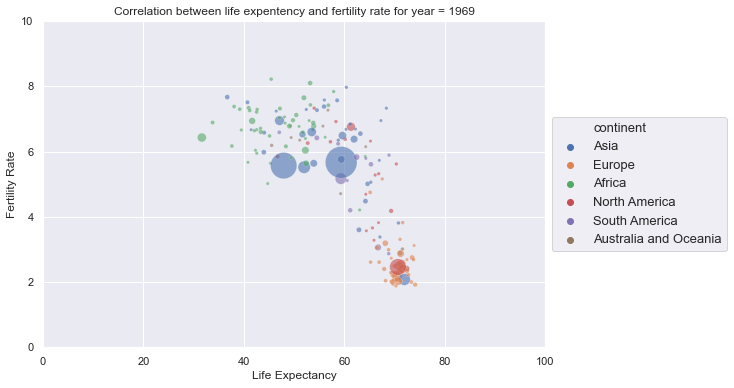 Correlation between life expentency and fertility rate for year = 1969
10
8
6
4
2
0
Fertility Rate
0 20 40 60 80 100
Life Expectancy
continent
Asia
Europe
Africa
North America
South America
Australia and Oceania